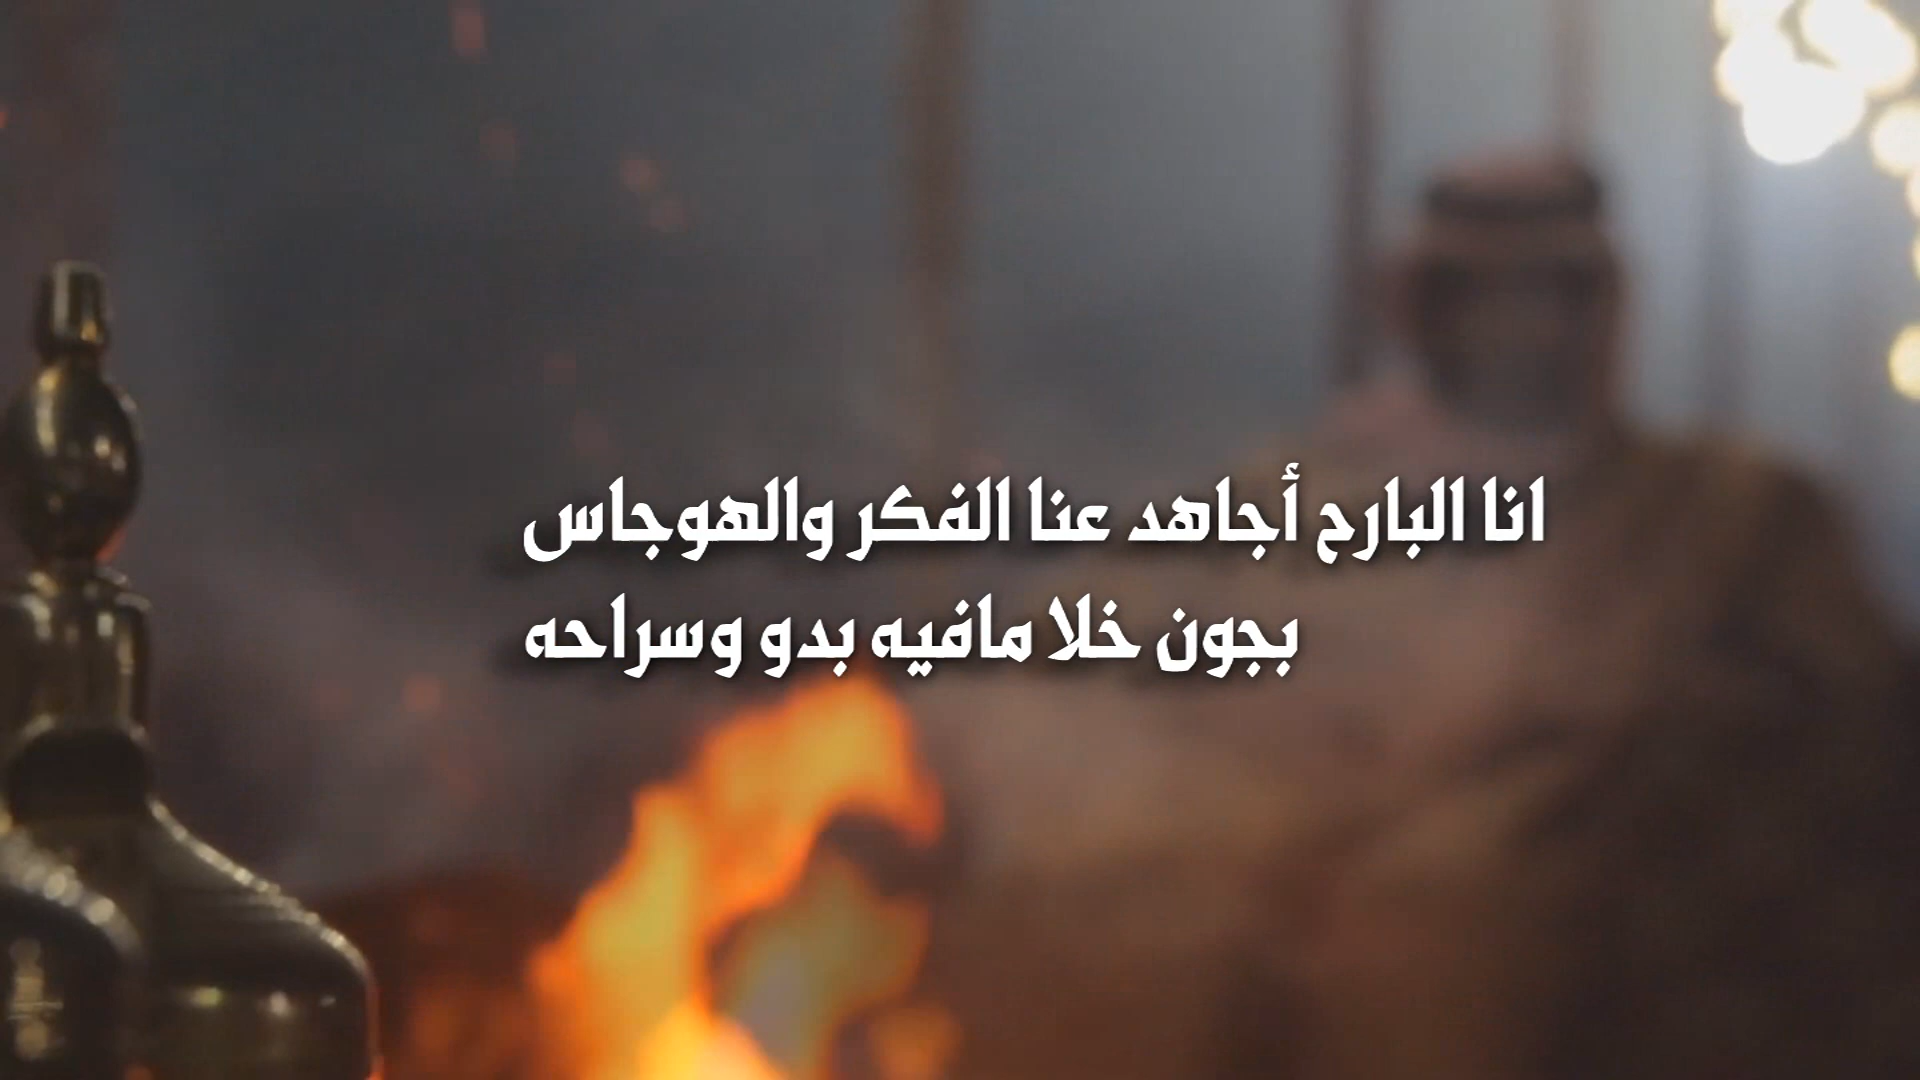 انا البارح أجاهد عنا الفكر والهوجاس
بجون خلا مافيه بدو وسراحه